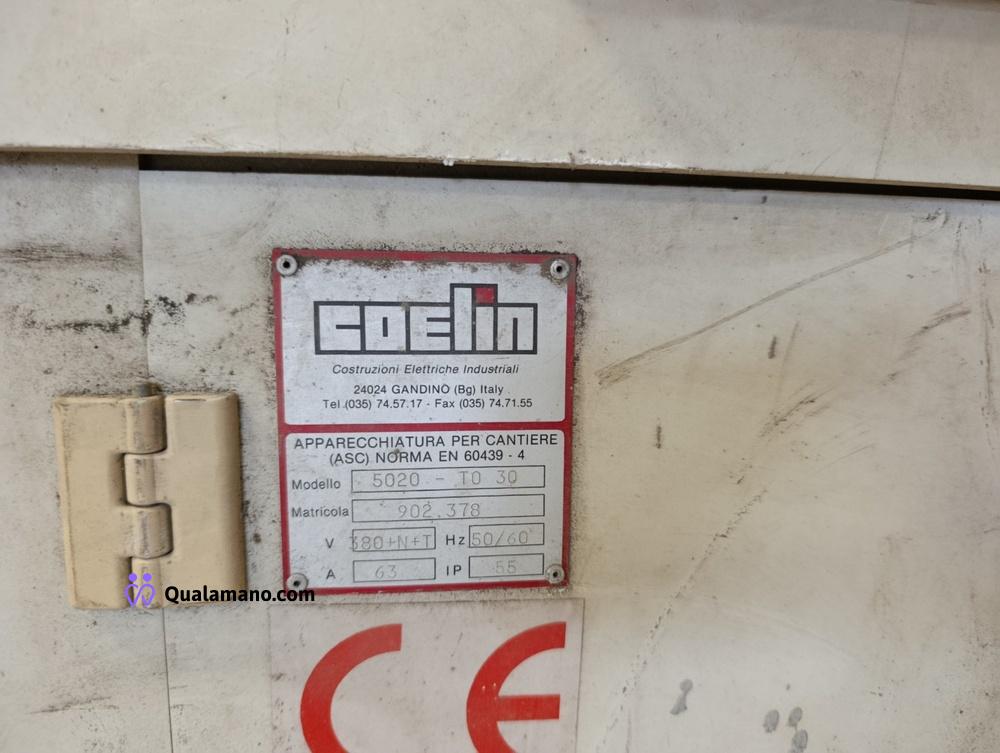 coelin
Costruzioni Elettriche Industriali
24024 GANDINO (Bg) Italy
Tel.(035) 74.57.17 - Fax (035) 74.71.55
APPARECCHIATURA PER CANTIERE
(ASC) NORMA EN 60439 - 4
Modello 5020 - TO 30
Matricola 902.378
V 380+N+T Hz 50/60
A 63 IP 55
Qualamano.com
CE